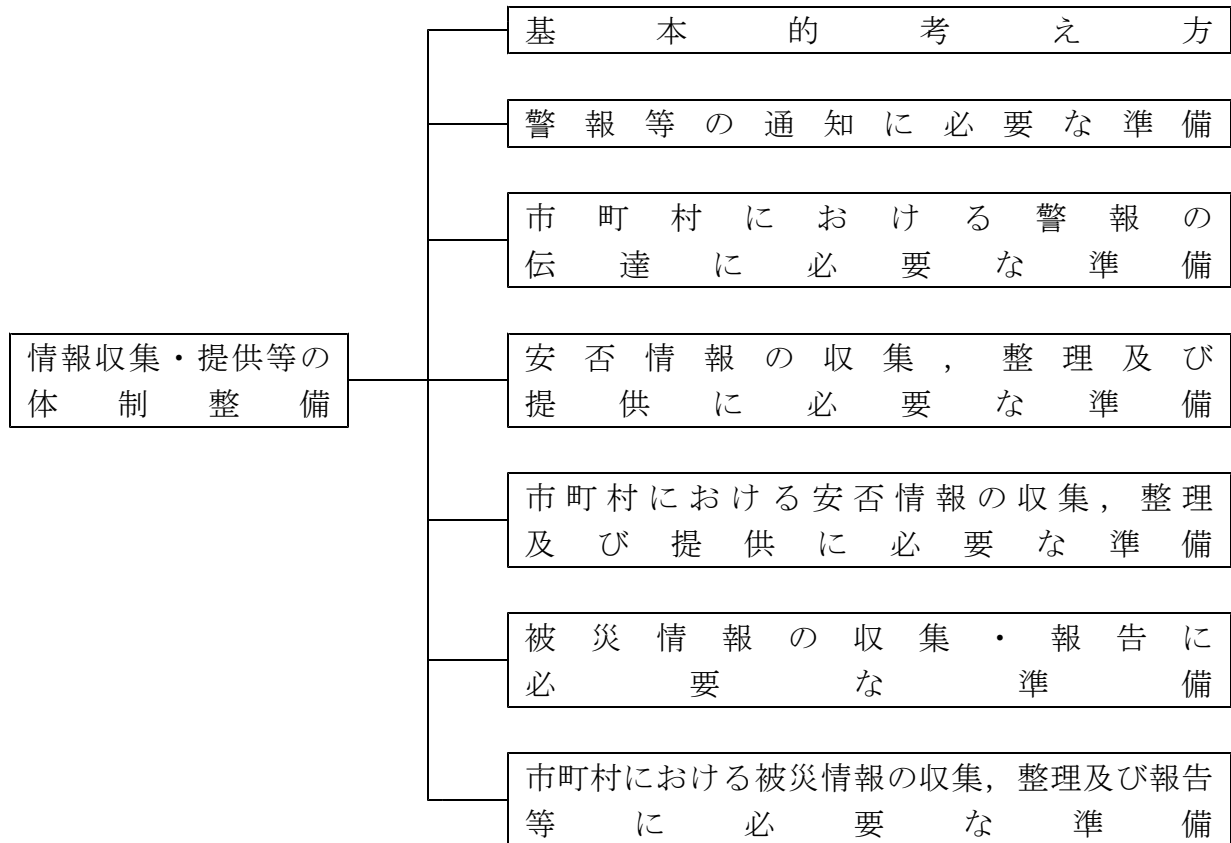 基本的考え方
警報等の通知に必要な準備
市町村における警報の
伝達に必要な準備
情報収集・提供等の
体制整備
安否情報の収集，整理及び
提供に必要な準備
市町村における安否情報の収集，整理
及び提供に必要な準備
被災情報の収集・報告に
必要な準備
市町村における被災情報の収集，整理及び報告
等に必要な準備